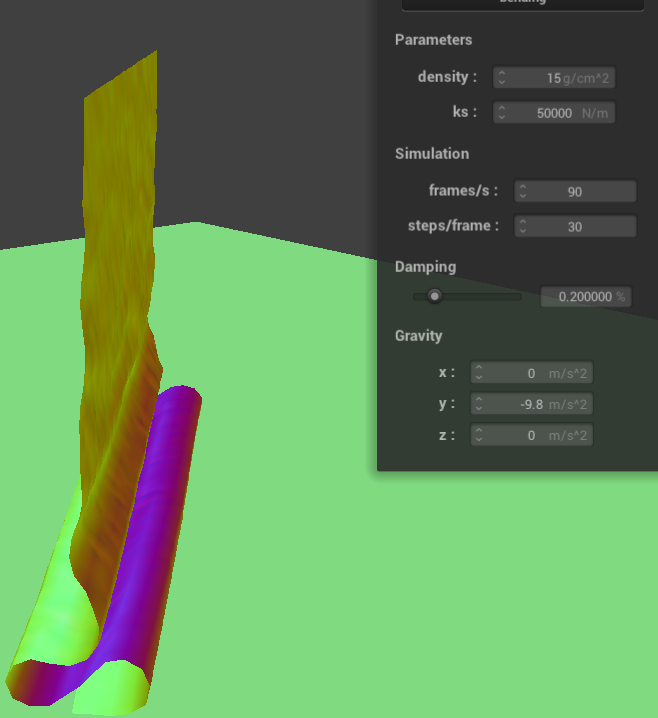 Parameters
density : 15 g/cm^2
ks : 50000 N/m
Simulation
frames/s : 90
steps/frame : 30
Damping
0.200000 %
Gravity
x : 0 m/s^2
y : -9.8 m/s^2
z : 0 m/s^2